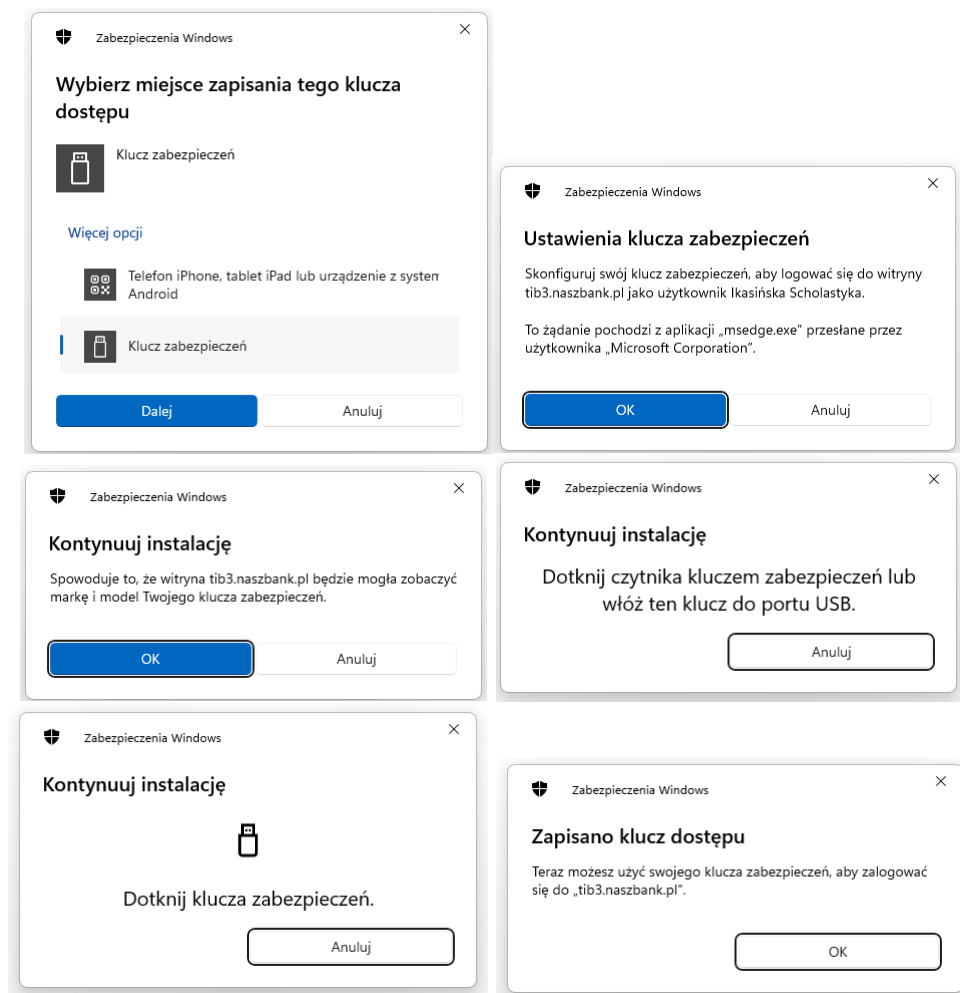 Zabezpieczenia Windows
Wybierz miejsce zapisania tego klucza
dostępu
Klucz zabezpieczeń
Więcej opcji
Telefon iPhone, tablet iPad lub urządzenie z system
Android
Klucz zabezpieczeń
Dalej
Anuluj
Zabezpieczenia Windows
Ustawienia klucza zabezpieczeń
Skonfiguruj swój klucz zabezpieczeń, aby logować się do witryny
tib3.naszbank.pl jako użytkownik Ikasińska Scholastyka.
To żądanie pochodzi z aplikacji „msedge.exe” przesłane przez
użytkownika „Microsoft Corporation”.
OK
Anuluj
Zabezpieczenia Windows
Kontynuuj instalację
Spowoduje to, że witryna tib3.naszbank.pl będzie mogła zobaczyć
markę i model Twojego klucza zabezpieczeń.
OK
Anuluj
Zabezpieczenia Windows
Kontynuuj instalację
Dotknij czytnika kluczem zabezpieczeń lub
włóż ten klucz do portu USB.
Anuluj
Zabezpieczenia Windows
Kontynuuj instalację
Dotknij klucza zabezpieczeń.
Anuluj
Zabezpieczenia Windows
Zapisano klucz dostępu
Teraz możesz użyć swojego klucza zabezpieczeń, aby zalogować
się do „tib3.naszbank.pl”.
OK